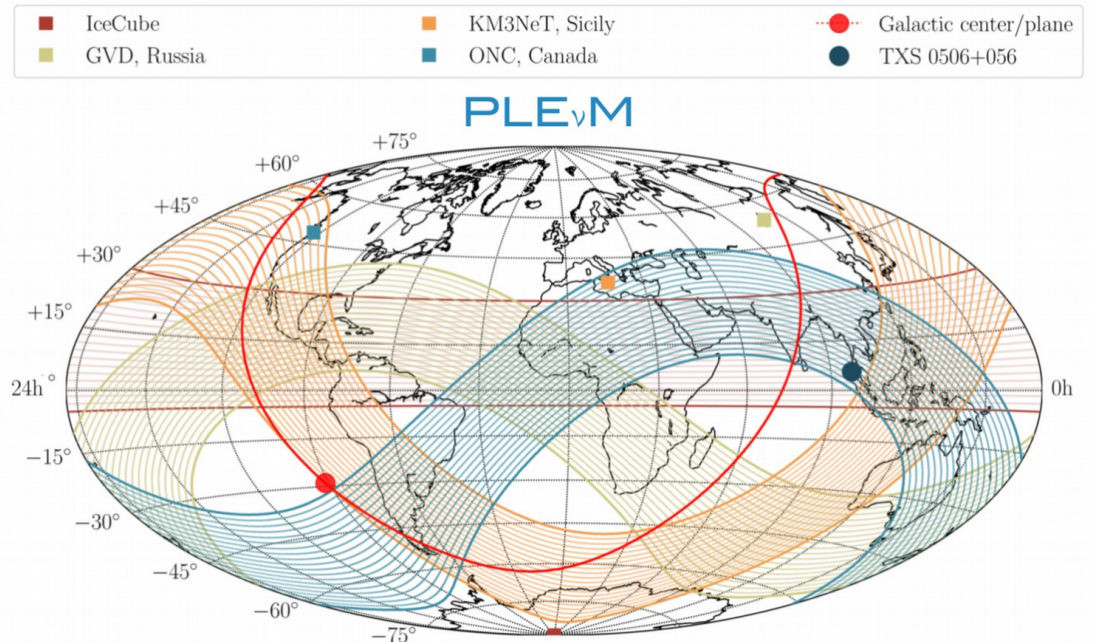 IceCube
GVD, Russia
KM3NeT, Sicily
ONC, Canada
Galactic center/plane
TXS 0506+056
PLEνM
+75°
+60°
+45°
+30°
+15°
24h °
0h
−15°
−30°
−45°
−60°
−75°